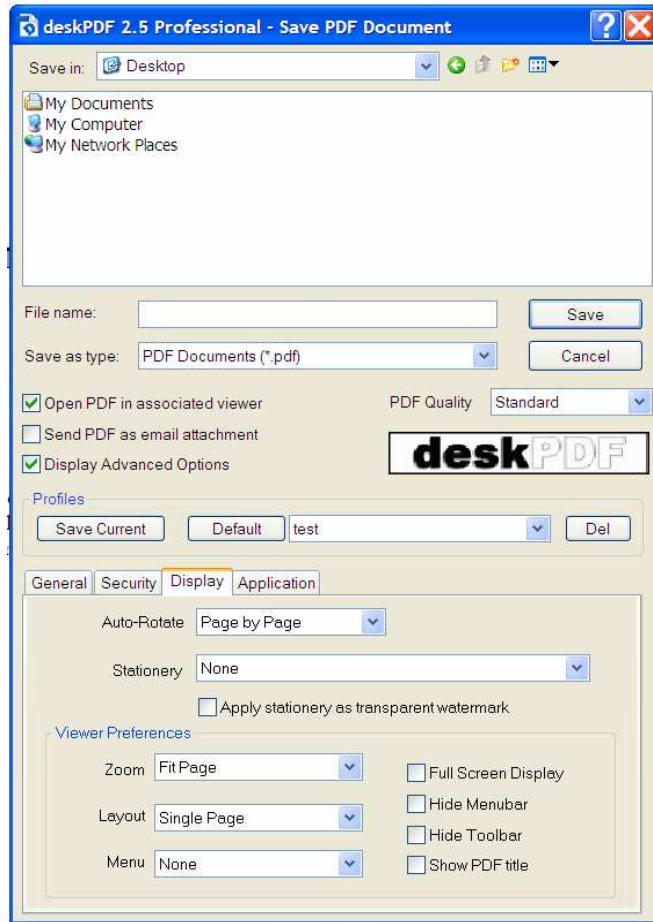 deskPDF 2.5 Professional - Save PDF Document
Save in: Desktop
My Documents
My Computer
My Network Places
File name: Save
Save as type: PDF Documents (*.pdf) Cancel
Open PDF in associated viewer PDF Quality Standard
Send PDF as email attachment
Display Advanced Options deskPDF
Profiles
Save Current Default test Del
General Security Display Application
Auto-Rotate Page by Page
Stationery None
Apply stationery as transparent watermark
Viewer Preferences
Zoom Fit Page Full Screen Display
Hide Menubar
Layout Single Page
Hide Toolbar
Menu None Show PDF title